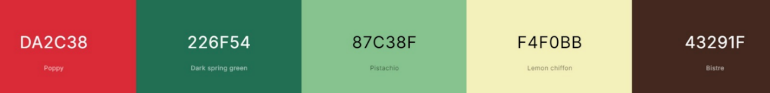 DA2C38 226F54 87C38F F4F0BB 43291F
Poppy Dark spring green Pistachio Lemon chiffon Bistre